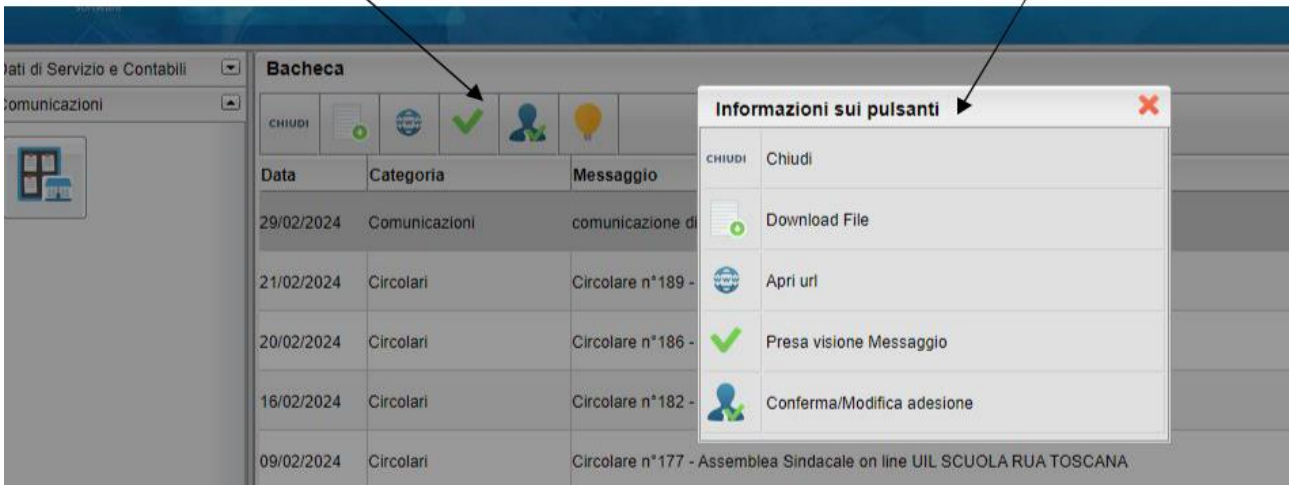 software
Dati di Servizio e Contabili
Comunicazioni
Bacheca
CHIUDI
Data Categoria Messaggio
29/02/2024 Comunicazioni comunicazione di
21/02/2024 Circolari Circolare n°189 -
20/02/2024 Circolari Circolare n°186 -
16/02/2024 Circolari Circolare n°182 -
09/02/2024 Circolari Circolare n°177 - Assemblea Sindacale on line UIL SCUOLA RUA TOSCANA
Informazioni sui pulsanti
CHIUDI Chiudi
Download File
www Apri url
Presa visione Messaggio
Conferma/Modifica adesione